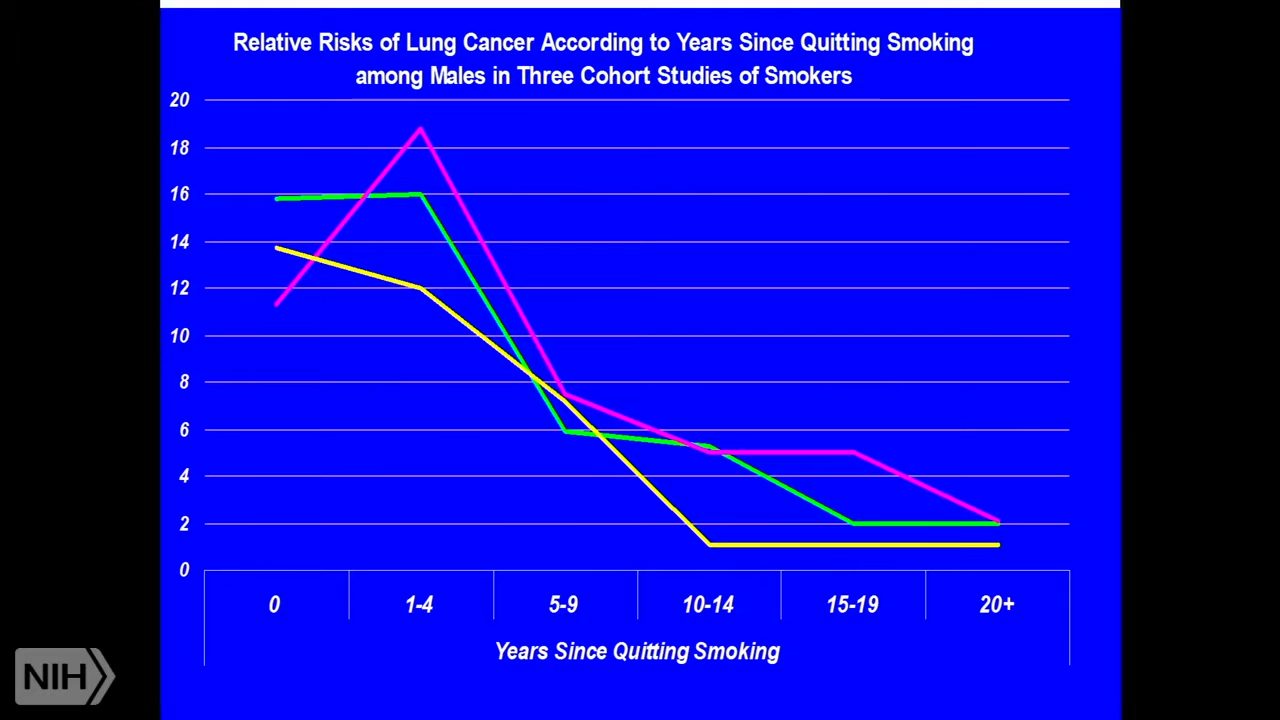 Relative Risks of Lung Cancer According to Years Since Quitting Smoking
among Males in Three Cohort Studies of Smokers
20
18
16
14
12
10
8
6
4
2
0
0 1-4 5-9 10-14 15-19 20+
Years Since Quitting Smoking
NIH